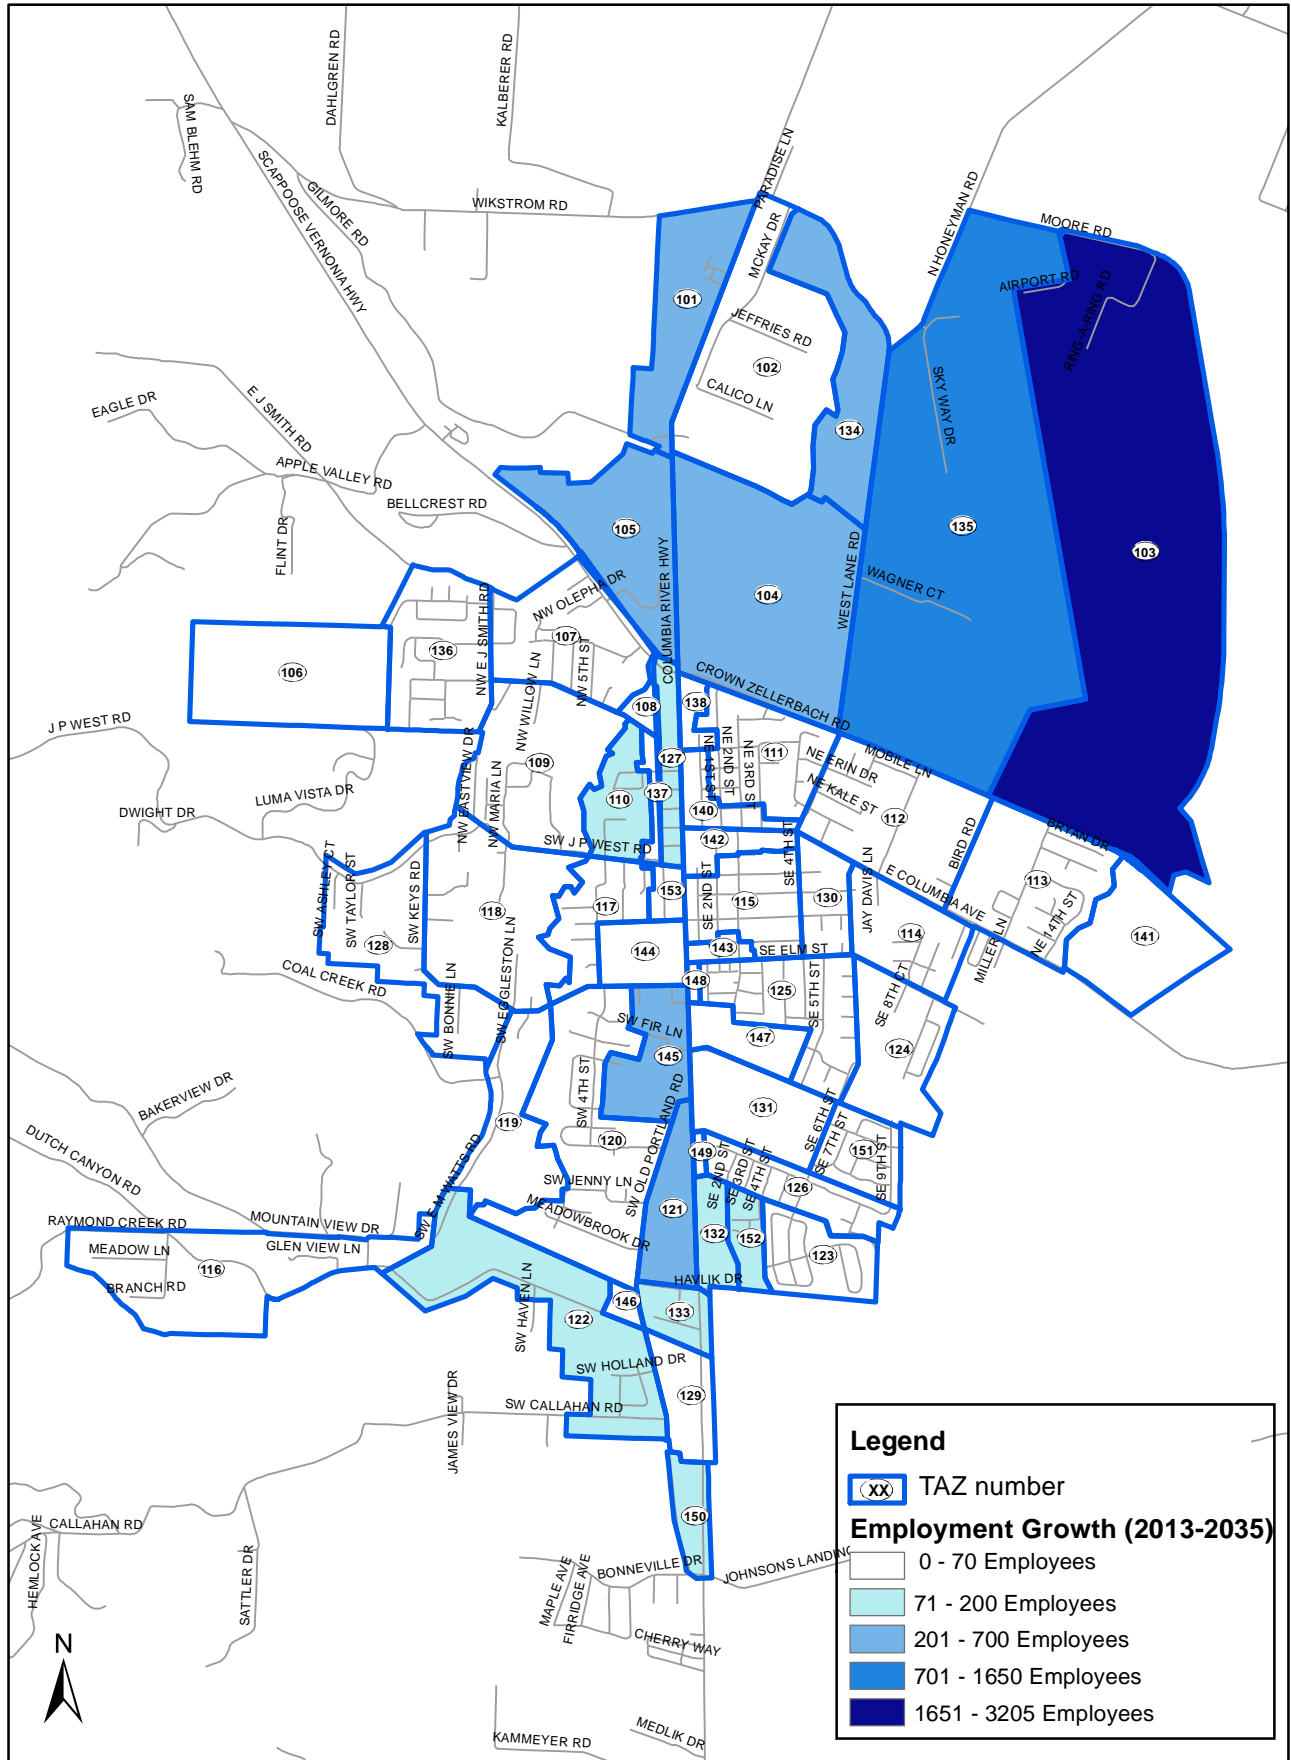 DAHLGREN RD
KALBERER RD
SAM BLEHM RD
SCAPPOOSE VERNONIA HWY
GILMORE RD
WIKSTROM RD
PARADISE LN
MCKAY DR
N HONEYMAN RD
MOORE RD
AIRPORT RD
RING-A-RING RD
101
JEFFRIES RD
102
CALICO LN
SKY WAY DR
134
EAGLE DR
E J SMITH RD
APPLE VALLEY RD
BELLCREST RD
FLINT DR
105
COLUMBIA RIVER HWY
135
103
WEST LANE RD
WAGNER CT
104
NW OLEPHA DR
107
NW 5TH ST
136
NW E J SMITH RD
106
NW WILLOW LN
CROWN ZELLERBACH RD
108
138
J P WEST RD
NW EASTVIEW DR
NW MARIA LN
109
127
NE 1ST ST
NE 2ND ST
NE 3RD ST
111
NE ERIN DR
MOBILE LN
NE KALE ST
112
110
137
140
LUMA VISTA DR
DWIGHT DR
SW J P WEST RD
142
SE 4TH ST
BIRD RD
BRYAN DR
SW ASHLEY CT
SW TAYLOR ST
SW KEYS RD
118
117
153
SE 2ND ST
115
130
JAY DAVIS LN
E COLUMBIA AVE
113
NE 14TH ST
MILLER LN
114
141
128
SW EGGLESTON LN
144
143
SE ELM ST
COAL CREEK RD
SW BONNIE LN
148
125
SE 5TH ST
SE 8TH CT
124
SW FIR LN
145
147
BAKERVIEW DR
DUTCH CANYON RD
SW 4TH ST
119
120
SW OLD PORTLAND RD
131
SE 6TH ST
SE 7TH ST
151
SE 9TH ST
149
SE 2ND ST
SE 3RD ST
SE 4TH ST
126
SW E M WATTS RD
SW JENNY LN
MEADOWBROOK DR
121
132
152
123
RAYMOND CREEK RD
MOUNTAIN VIEW DR
MEADOW LN
GLEN VIEW LN
116
BRANCH RD
HAVLIK DR
SW HAVEN LN
146
133
122
SW HOLLAND DR
129
JAMES VIEW DR
SW CALLAHAN RD
150
CALLAHAN RD
HEMLOCK AVE
SATTLER DR
MAPLE AVE
FIRRIDGE AVE
BONNEVILLE DR
JOHNSONS LANDING
CHERRY WAY
MEDLIK DR
KAMMEYER RD
N
Legend
XX TAZ number
Employment Growth (2013-2035)
0 - 70 Employees
71 - 200 Employees
201 - 700 Employees
701 - 1650 Employees
1651 - 3205 Employees